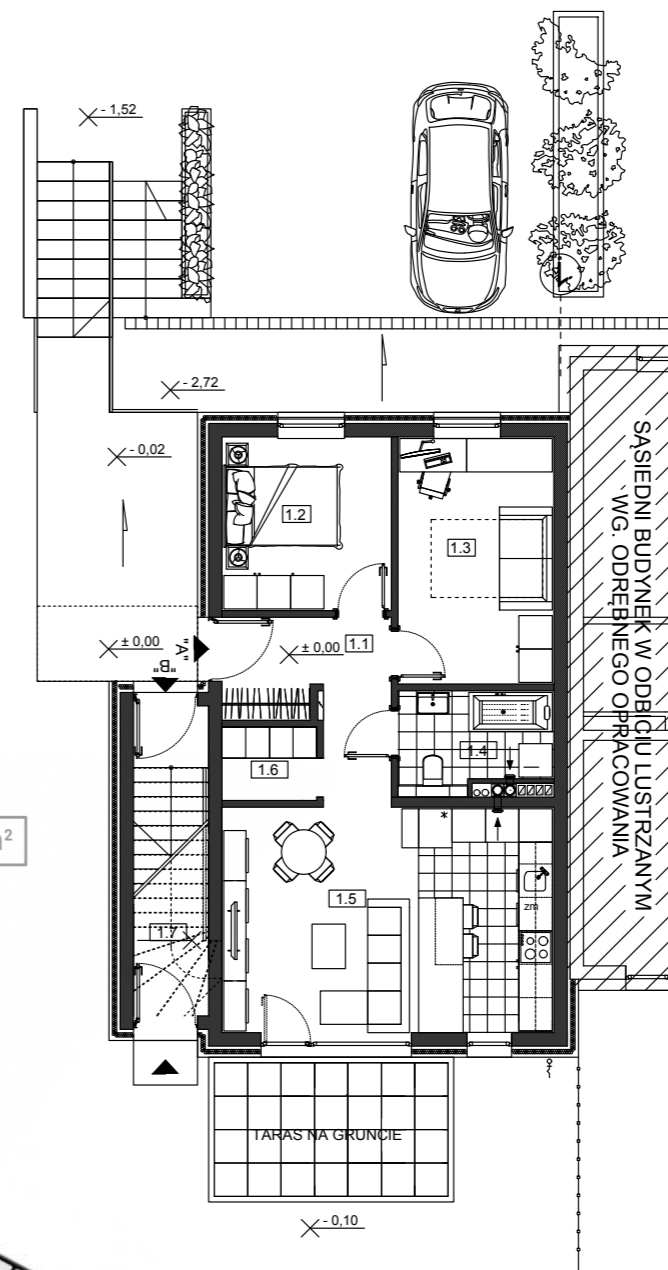 - 1,52
- 2,72
- 0,02
SĄSIEDNI BUDYNEK W ODBICIU LUSTRZANYM
WG. ODRĘBNEGO OPRACOWANIA
1.2
1.3
± 0,00
"A"
± 0,00
1.1
"B"
1.4
1.6
*
zm
1.5
1.7
TARAS NA GRUNCIE
- 0,10